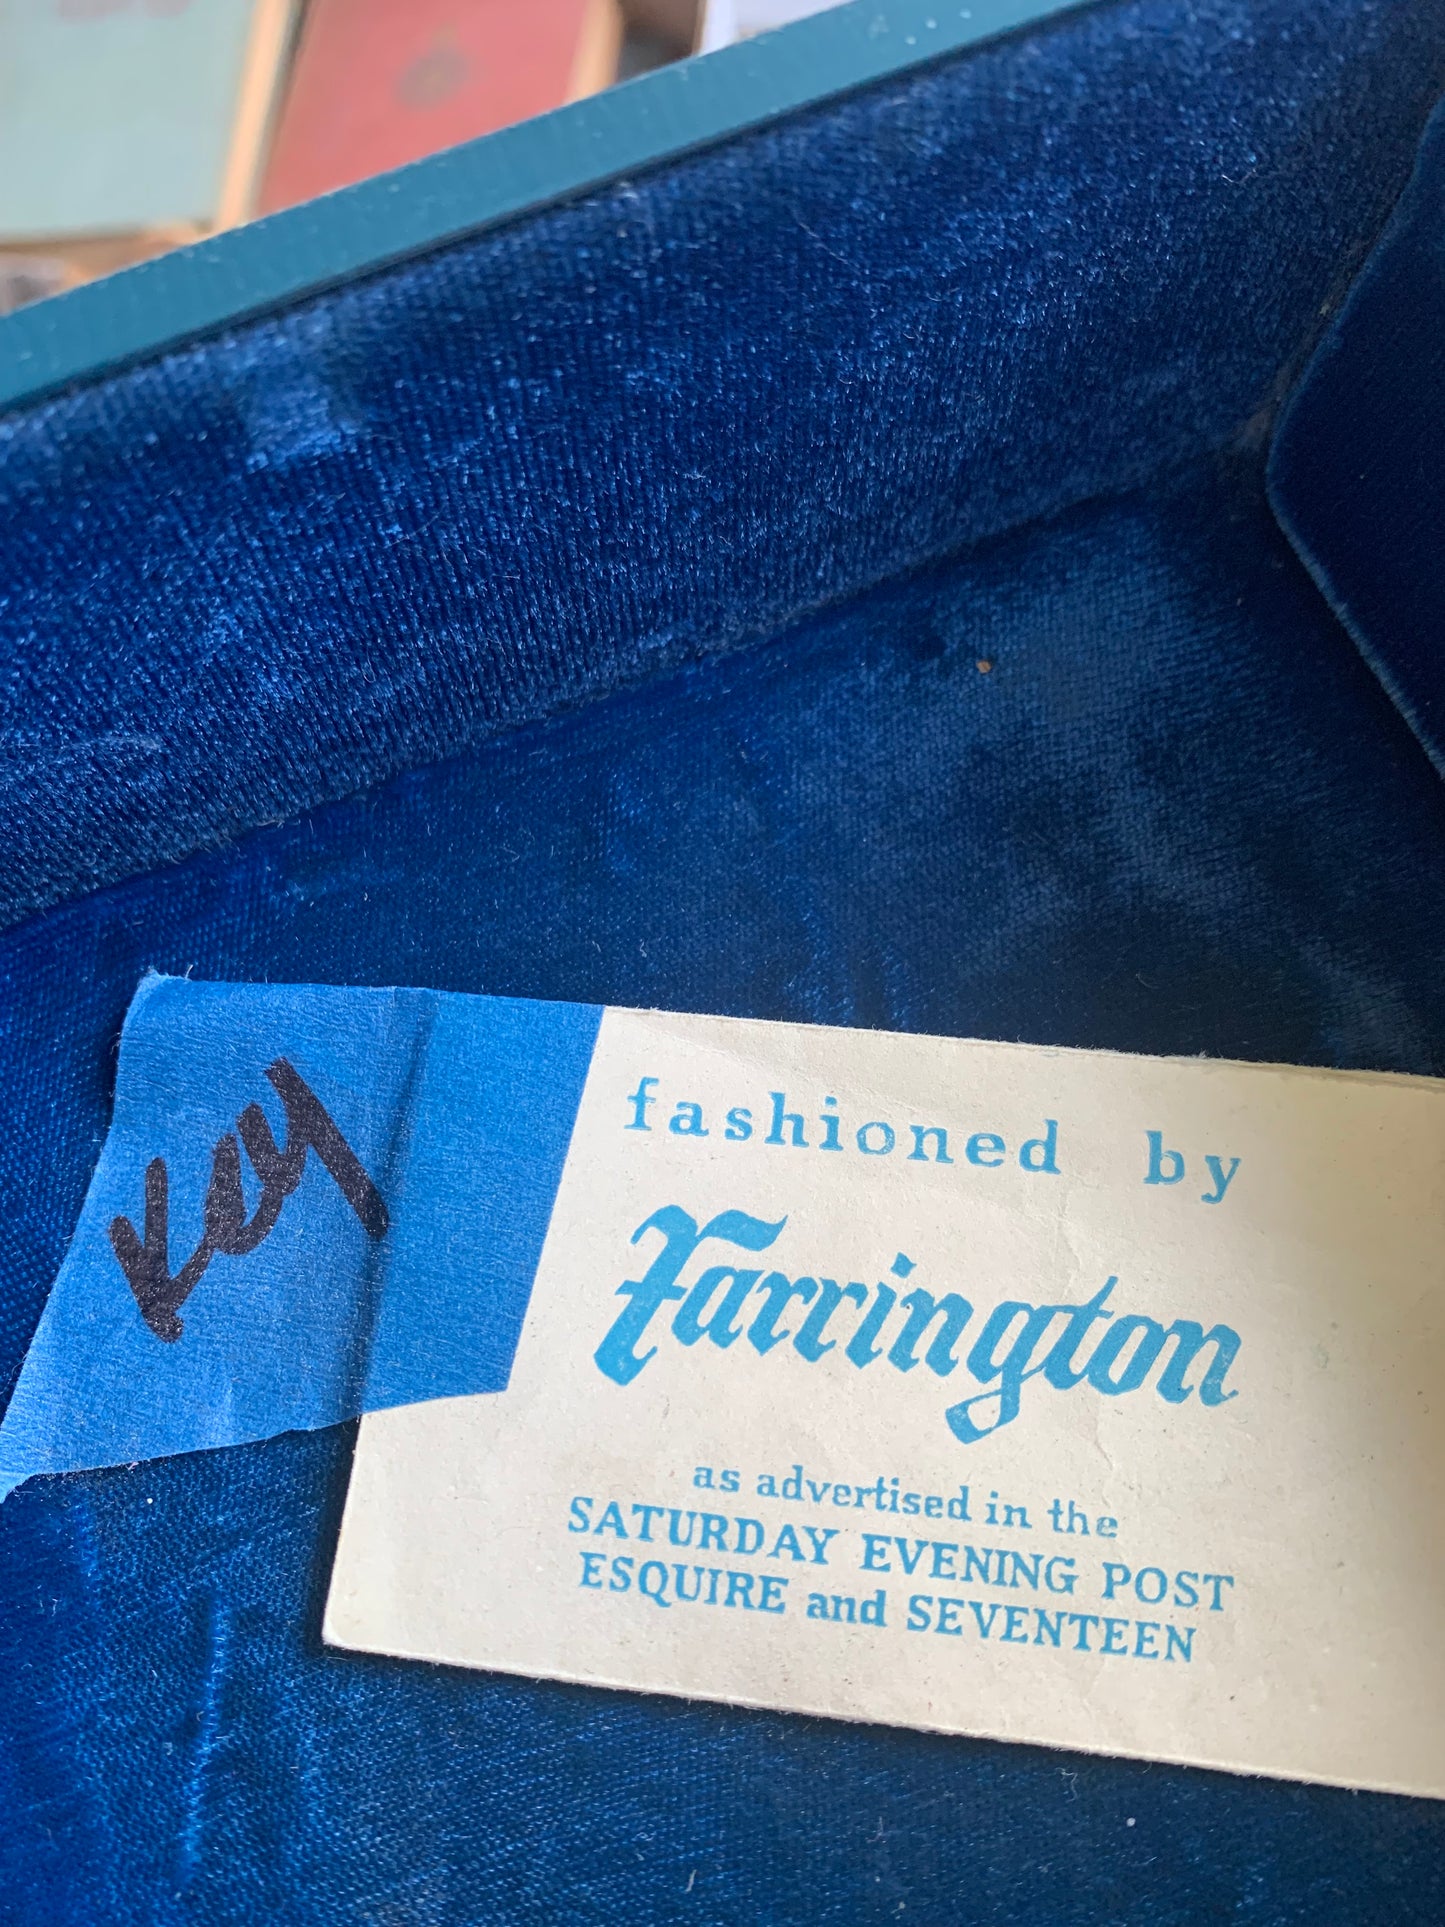 Key
fashioned by
Farrington
as advertised in the
SATURDAY EVENING POST
ESQUIRE and SEVENTEEN